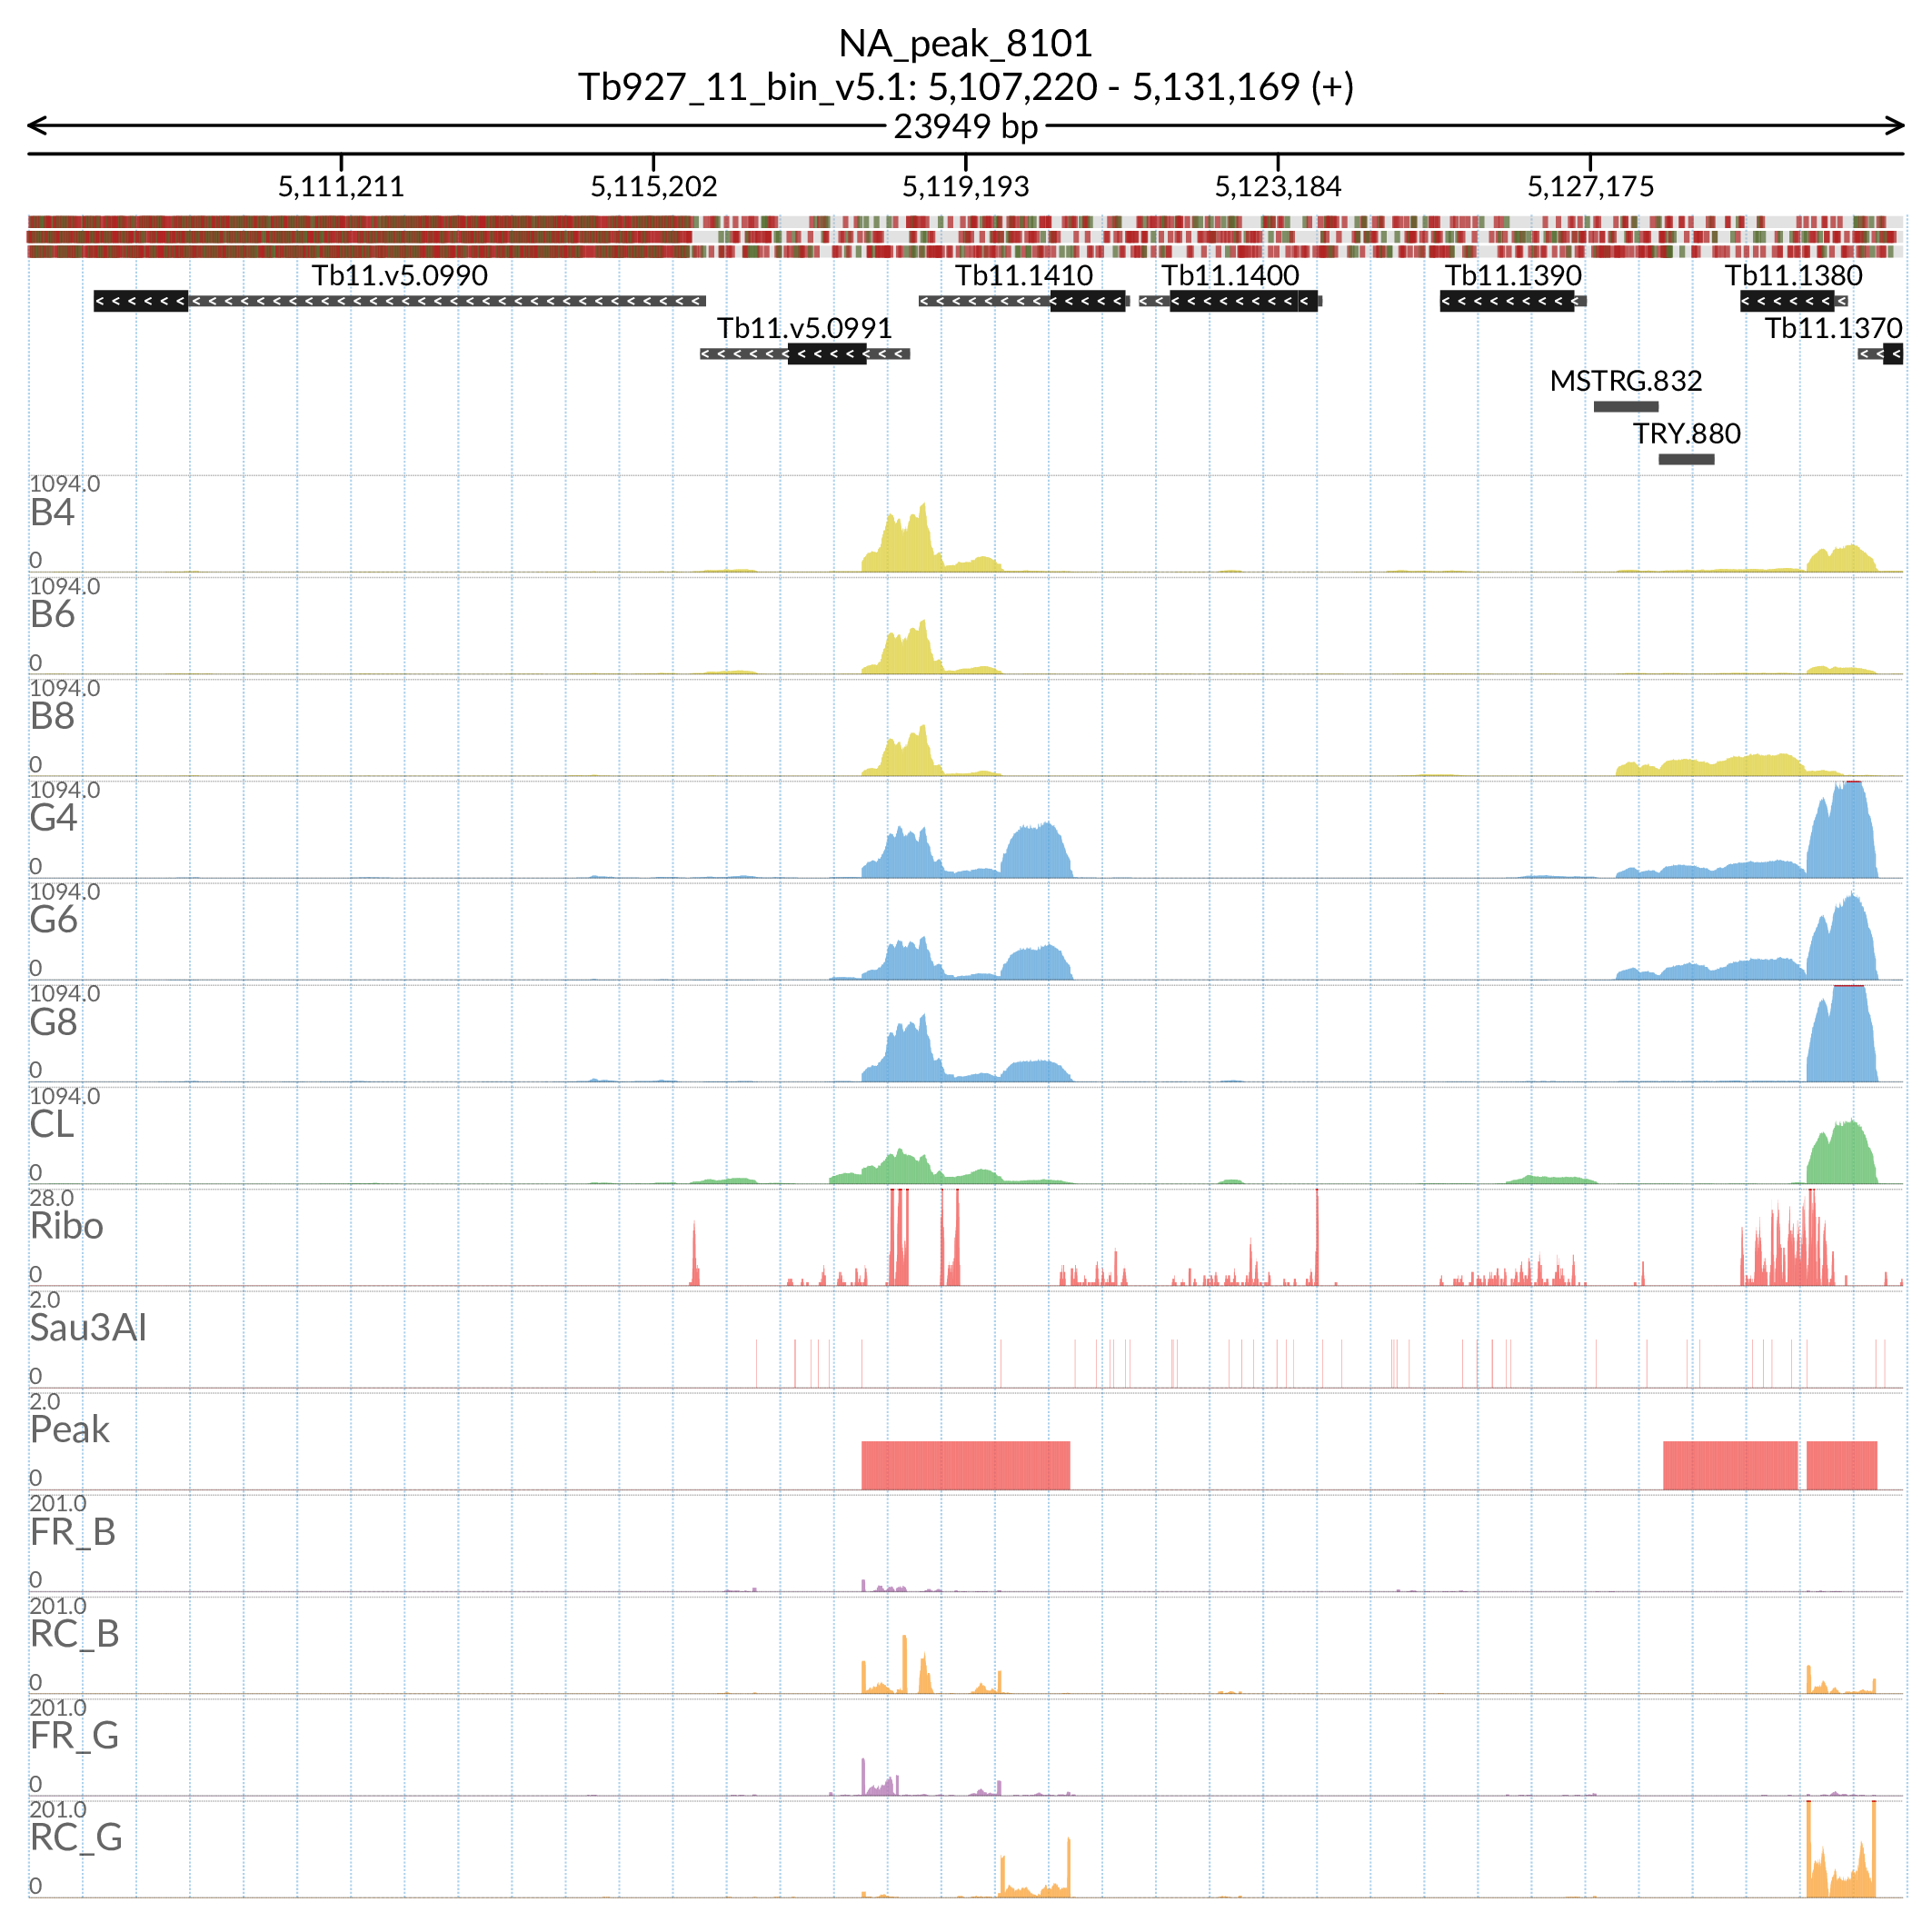 NA_peak_8101
Tb927_11_bin_v5.1: 5,107,220 - 5,131,169 (+)
23949 bp
5,111,211 5,115,202 5,119,193 5,123,184 5,127,175
Tb11.v5.0990 Tb11.1410 Tb11.1400 Tb11.1390 Tb11.1380
Tb11.v5.0991 Tb11.1370
MSTRG.832
TRY.880
1094.0
B4
0
1094.0
B6
0
1094.0
B8
0
1094.0
G4
0
1094.0
G6
0
1094.0
G8
0
1094.0
CL
0
28.0
Ribo
0
2.0
Sau3AI
0
2.0
Peak
0
201.0
FR_B
0
201.0
RC_B
0
201.0
FR_G
0
201.0
RC_G
0